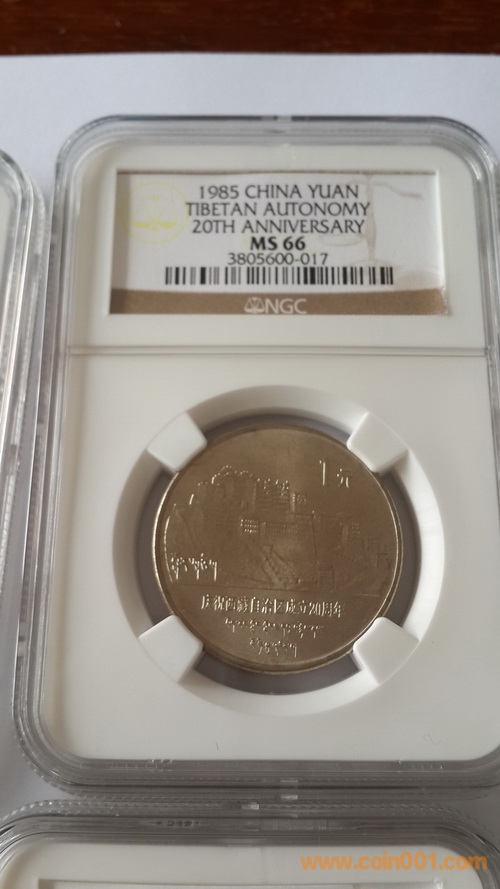 1985 CHINA YUAN
TIBETAN AUTONOMY
20TH ANNIVERSARY
MS 66
3805600-017
NGC
1元
庆祝西藏自治区成立20周年
www.coin001.com